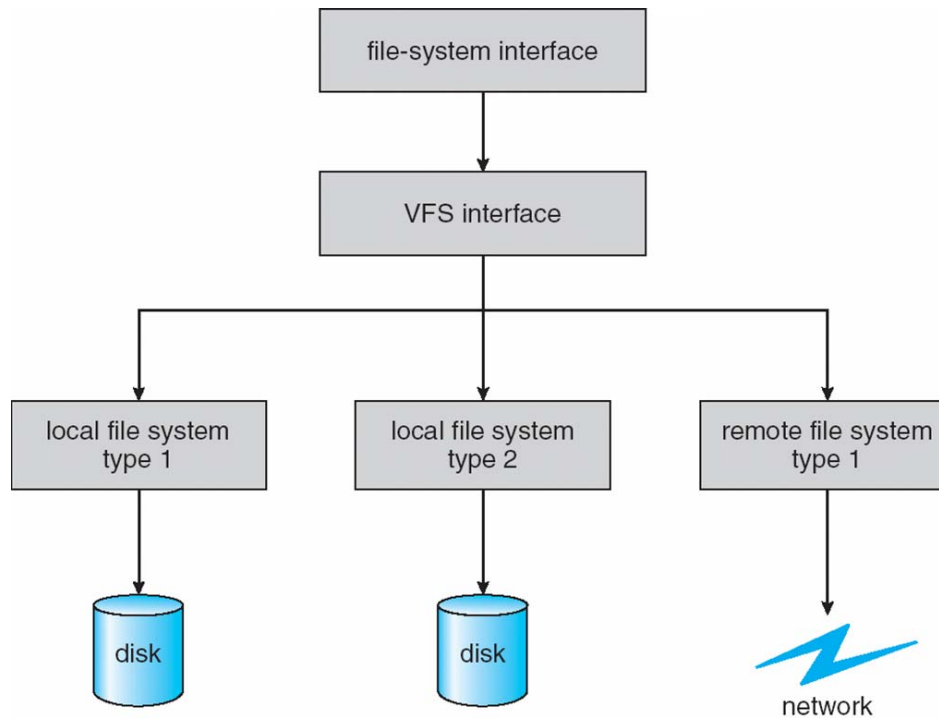 file-system interface
VFS interface
local file system
type 1
local file system
type 2
remote file system
type 1
disk
disk
network